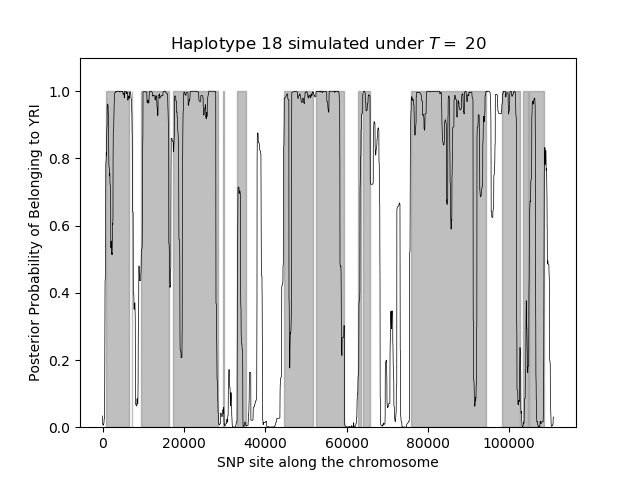 Haplotype 18 simulated under T = 20
Posterior Probability of Belonging to YRI
1.0
0.8
0.6
0.4
0.2
0.0
0 20000 40000 60000 80000 100000
SNP site along the chromosome